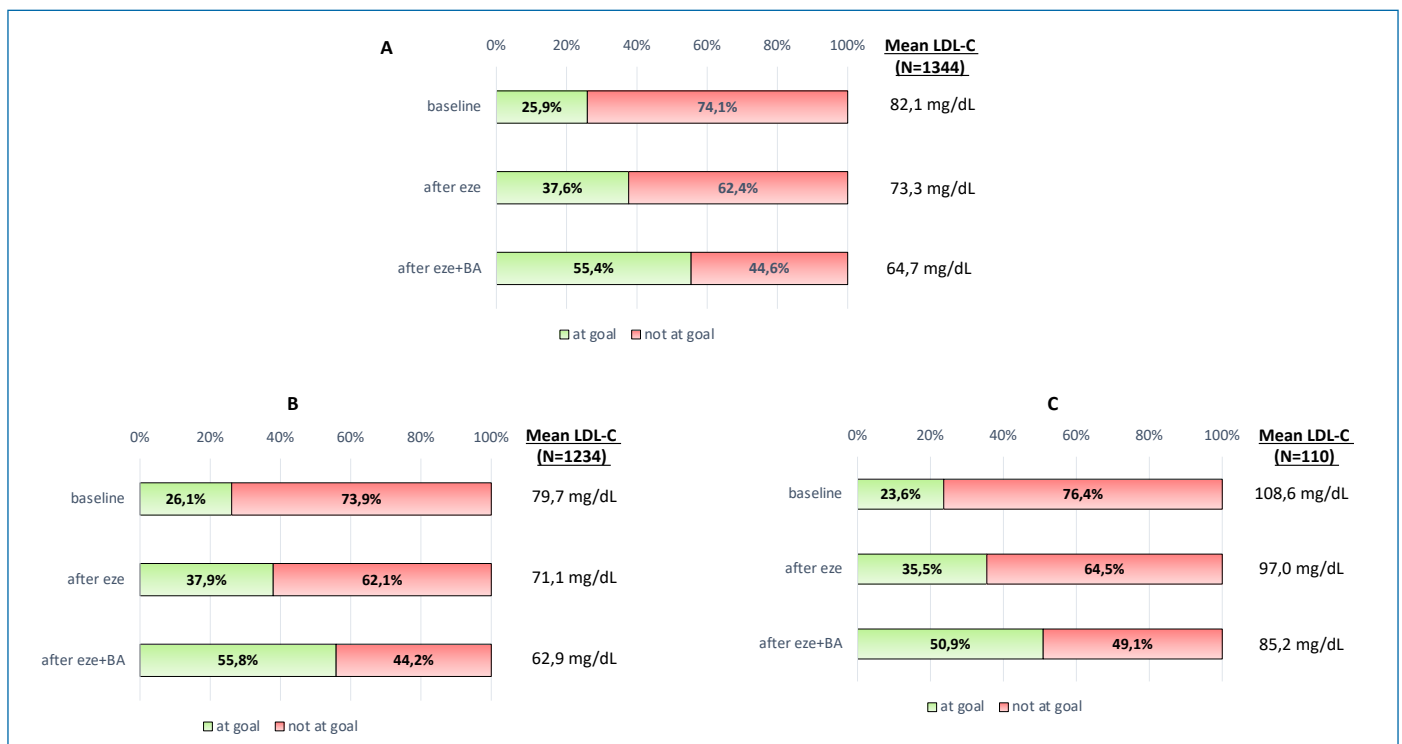 A
0% 20% 40% 60% 80% 100%
Mean LDL-C
(N=1344)
baseline 25,9% 74,1% 82,1 mg/dL
after eze 37,6% 62,4% 73,3 mg/dL
after eze+BA 55,4% 44,6% 64,7 mg/dL
at goal not at goal
B
0% 20% 40% 60% 80% 100%
Mean LDL-C
(N=1234)
baseline 26,1% 73,9% 79,7 mg/dL
after eze 37,9% 62,1% 71,1 mg/dL
after eze+BA 55,8% 44,2% 62,9 mg/dL
at goal not at goal
C
0% 20% 40% 60% 80% 100%
Mean LDL-C
(N=110)
baseline 23,6% 76,4% 108,6 mg/dL
after eze 35,5% 64,5% 97,0 mg/dL
after eze+BA 50,9% 49,1% 85,2 mg/dL
at goal not at goal